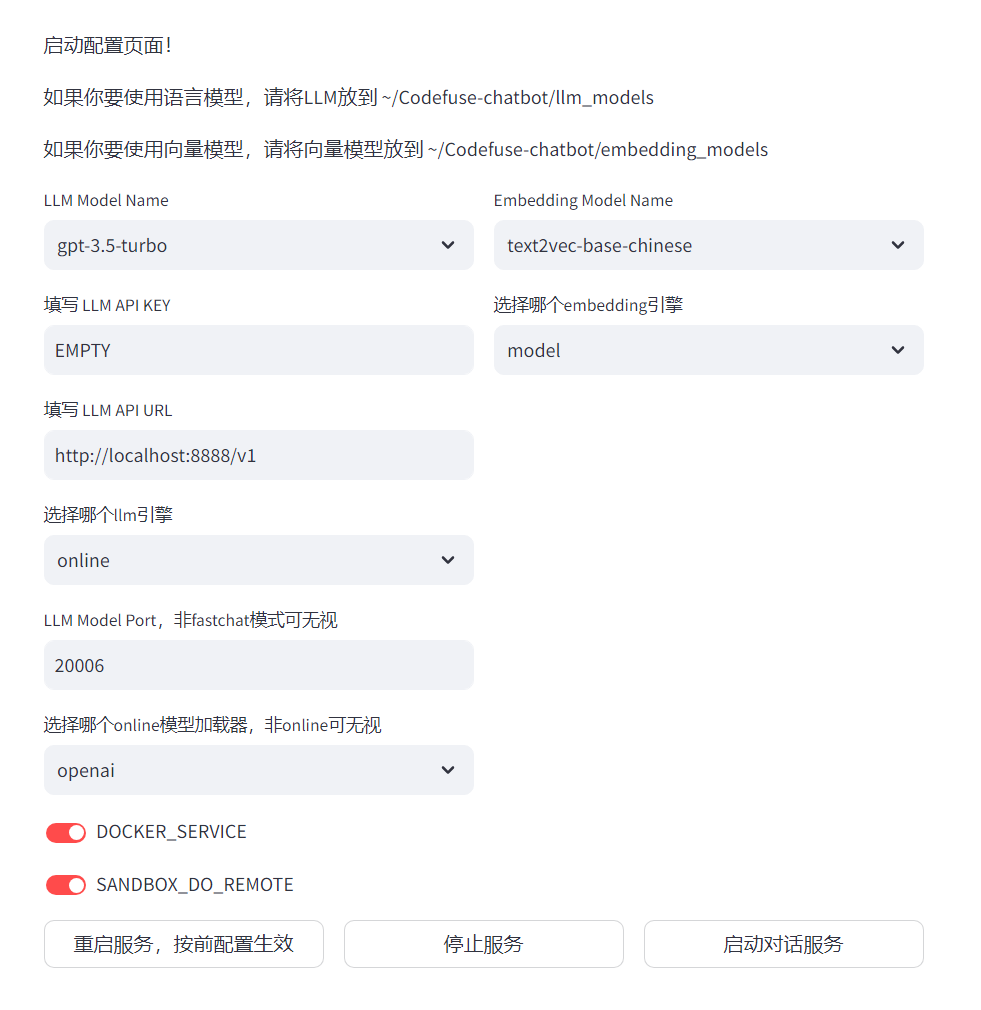 启动配置页面！
如果你要使用语言模型，请将LLM放到 ~/Codefuse-chatbot/llm_models
如果你要使用向量模型，请将向量模型放到 ~/Codefuse-chatbot/embedding_models
LLM Model Name
gpt-3.5-turbo
Embedding Model Name
text2vec-base-chinese
填写 LLM API KEY
EMPTY
选择哪个embedding引擎
model
填写 LLM API URL
http://localhost:8888/v1
选择哪个llm引擎
online
LLM Model Port，非fastchat模式可无视
20006
选择哪个online模型加载器，非online可无视
openai
DOCKER_SERVICE
SANDBOX_DO_REMOTE
重启服务，按前配置生效
停止服务
启动对话服务